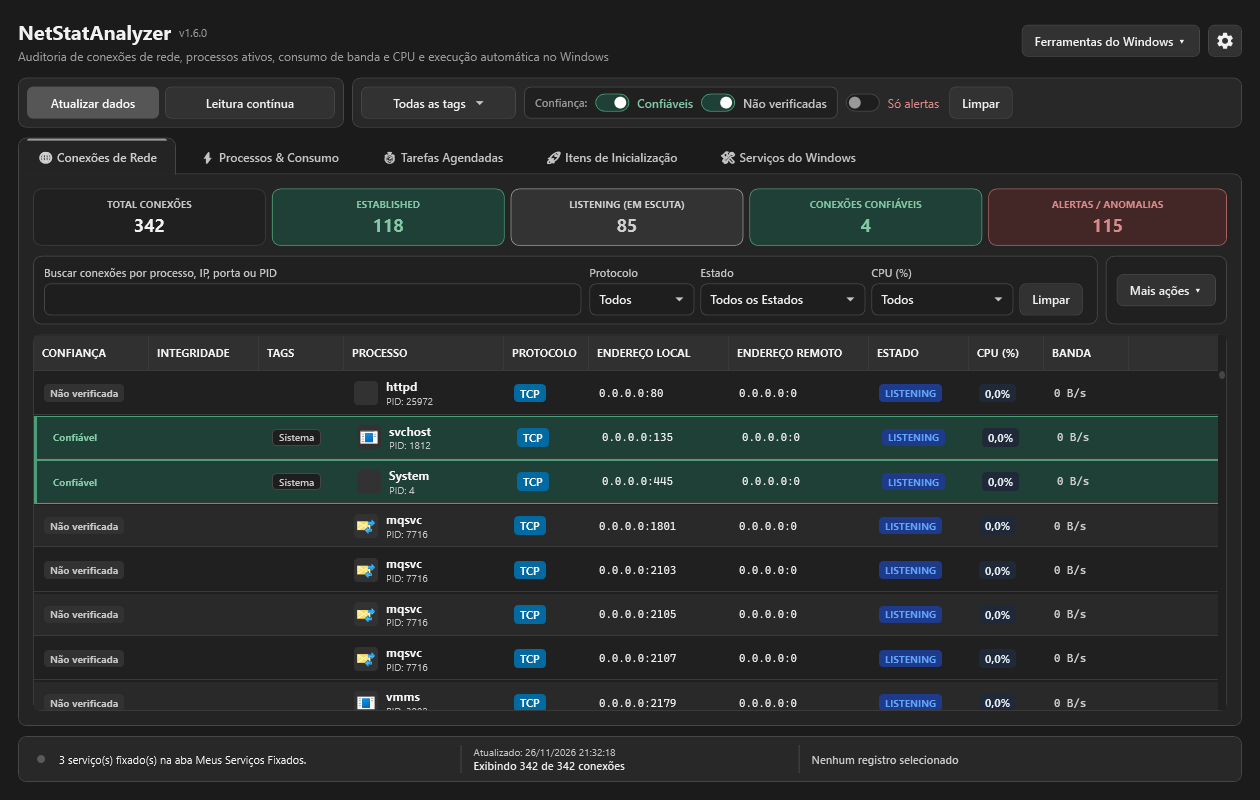 NetStatAnalyzer v1.6.0
Auditoria de conexões de rede, processos ativos, consumo de banda e CPU e execução automática no Windows
Ferramentas do Windows
Atualizar dados
Leitura contínua
Todas as tags
Confiança:
Confiáveis
Não verificadas
Só alertas
Limpar
Conexões de Rede
Processos & Consumo
Tarefas Agendadas
Itens de Inicialização
Serviços do Windows
TOTAL CONEXÕES
342
ESTABLISHED
118
LISTENING (EM ESCUTA)
85
CONEXÕES CONFIÁVEIS
4
ALERTAS / ANOMALIAS
115
Buscar conexões por processo, IP, porta ou PID
Protocolo
Todos
Estado
Todos os Estados
CPU (%)
Todos
Limpar
Mais ações
CONFIANÇA INTEGRIDADE TAGS PROCESSO PROTOCOLO ENDEREÇO LOCAL ENDEREÇO REMOTO ESTADO CPU (%) BANDA
Não verificada httpd TCP 0.0.0.0:80 0.0.0.0:0 LISTENING 0,0% 0 B/s
PID: 25972
Confiável Sistema svchost TCP 0.0.0.0:135 0.0.0.0:0 LISTENING 0,0% 0 B/s
PID: 1812
Confiável Sistema System TCP 0.0.0.0:445 0.0.0.0:0 LISTENING 0,0% 0 B/s
PID: 4
Não verificada mqsvc TCP 0.0.0.0:1801 0.0.0.0:0 LISTENING 0,0% 0 B/s
PID: 7716
Não verificada mqsvc TCP 0.0.0.0:2103 0.0.0.0:0 LISTENING 0,0% 0 B/s
PID: 7716
Não verificada mqsvc TCP 0.0.0.0:2105 0.0.0.0:0 LISTENING 0,0% 0 B/s
PID: 7716
Não verificada mqsvc TCP 0.0.0.0:2107 0.0.0.0:0 LISTENING 0,0% 0 B/s
PID: 7716
Não verificada vmms TCP 0.0.0.0:2179 0.0.0.0:0 LISTENING 0,0% 0 B/s
3 serviço(s) fixado(s) na aba Meus Serviços Fixados.
Atualizado: 26/11/2026 21:32:18
Exibindo 342 de 342 conexões
Nenhum registro selecionado